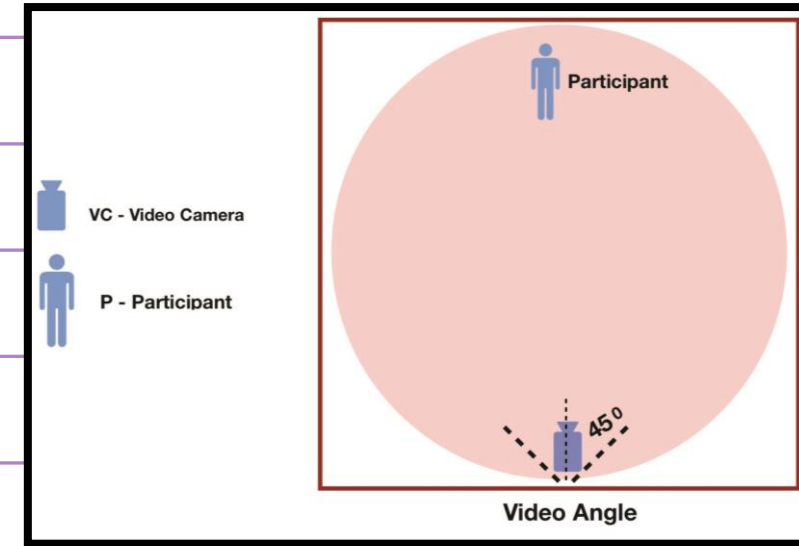 Participant
VC - Video Camera
P - Participant
45⁰
Video Angle